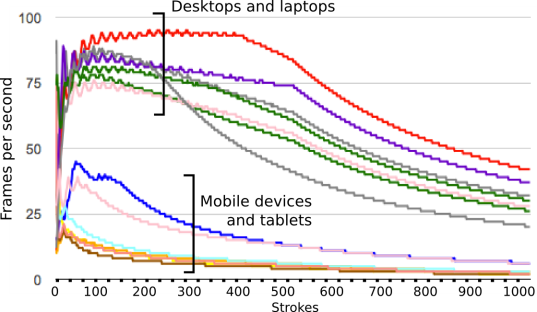 Desktops and laptops
100
75
50
25
0
Frames per second
Mobile devices
and tablets
0 100 200 300 400 500 600 700 800 900 1000
Strokes